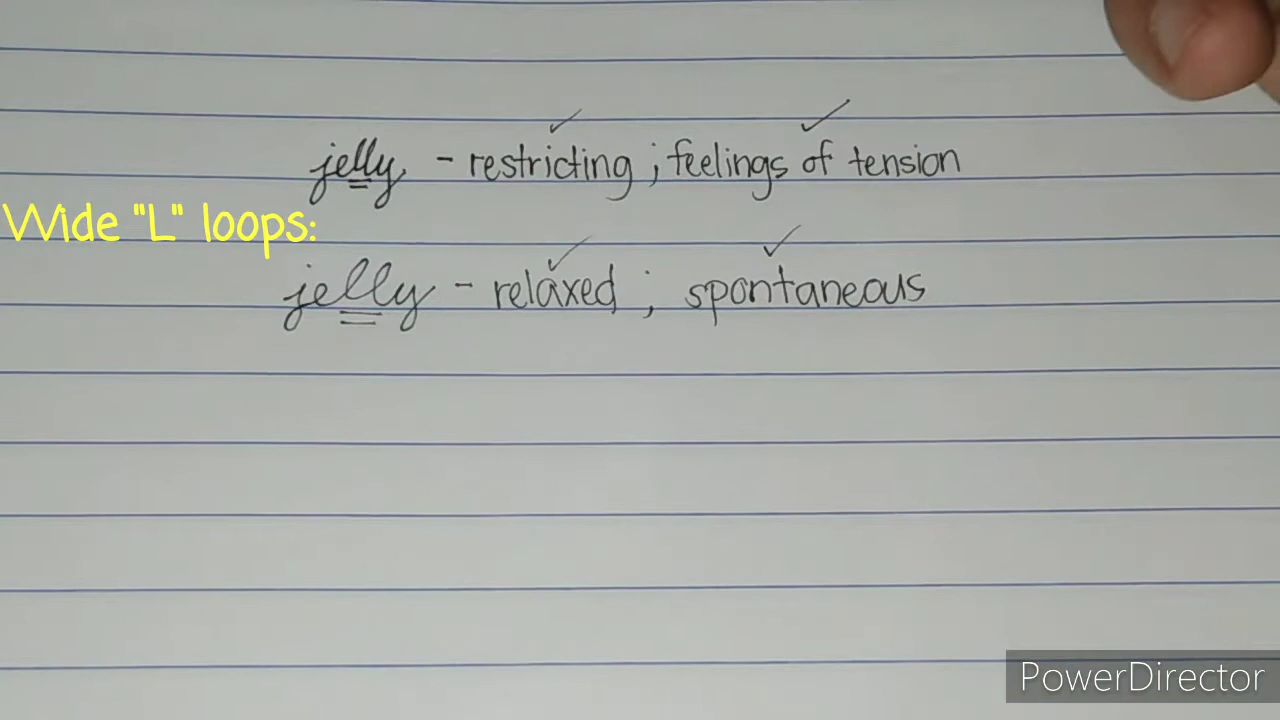 jelly - restricting ; feelings of tension
Wide "L" loops:
jelly - relaxed ; spontaneous
PowerDirector